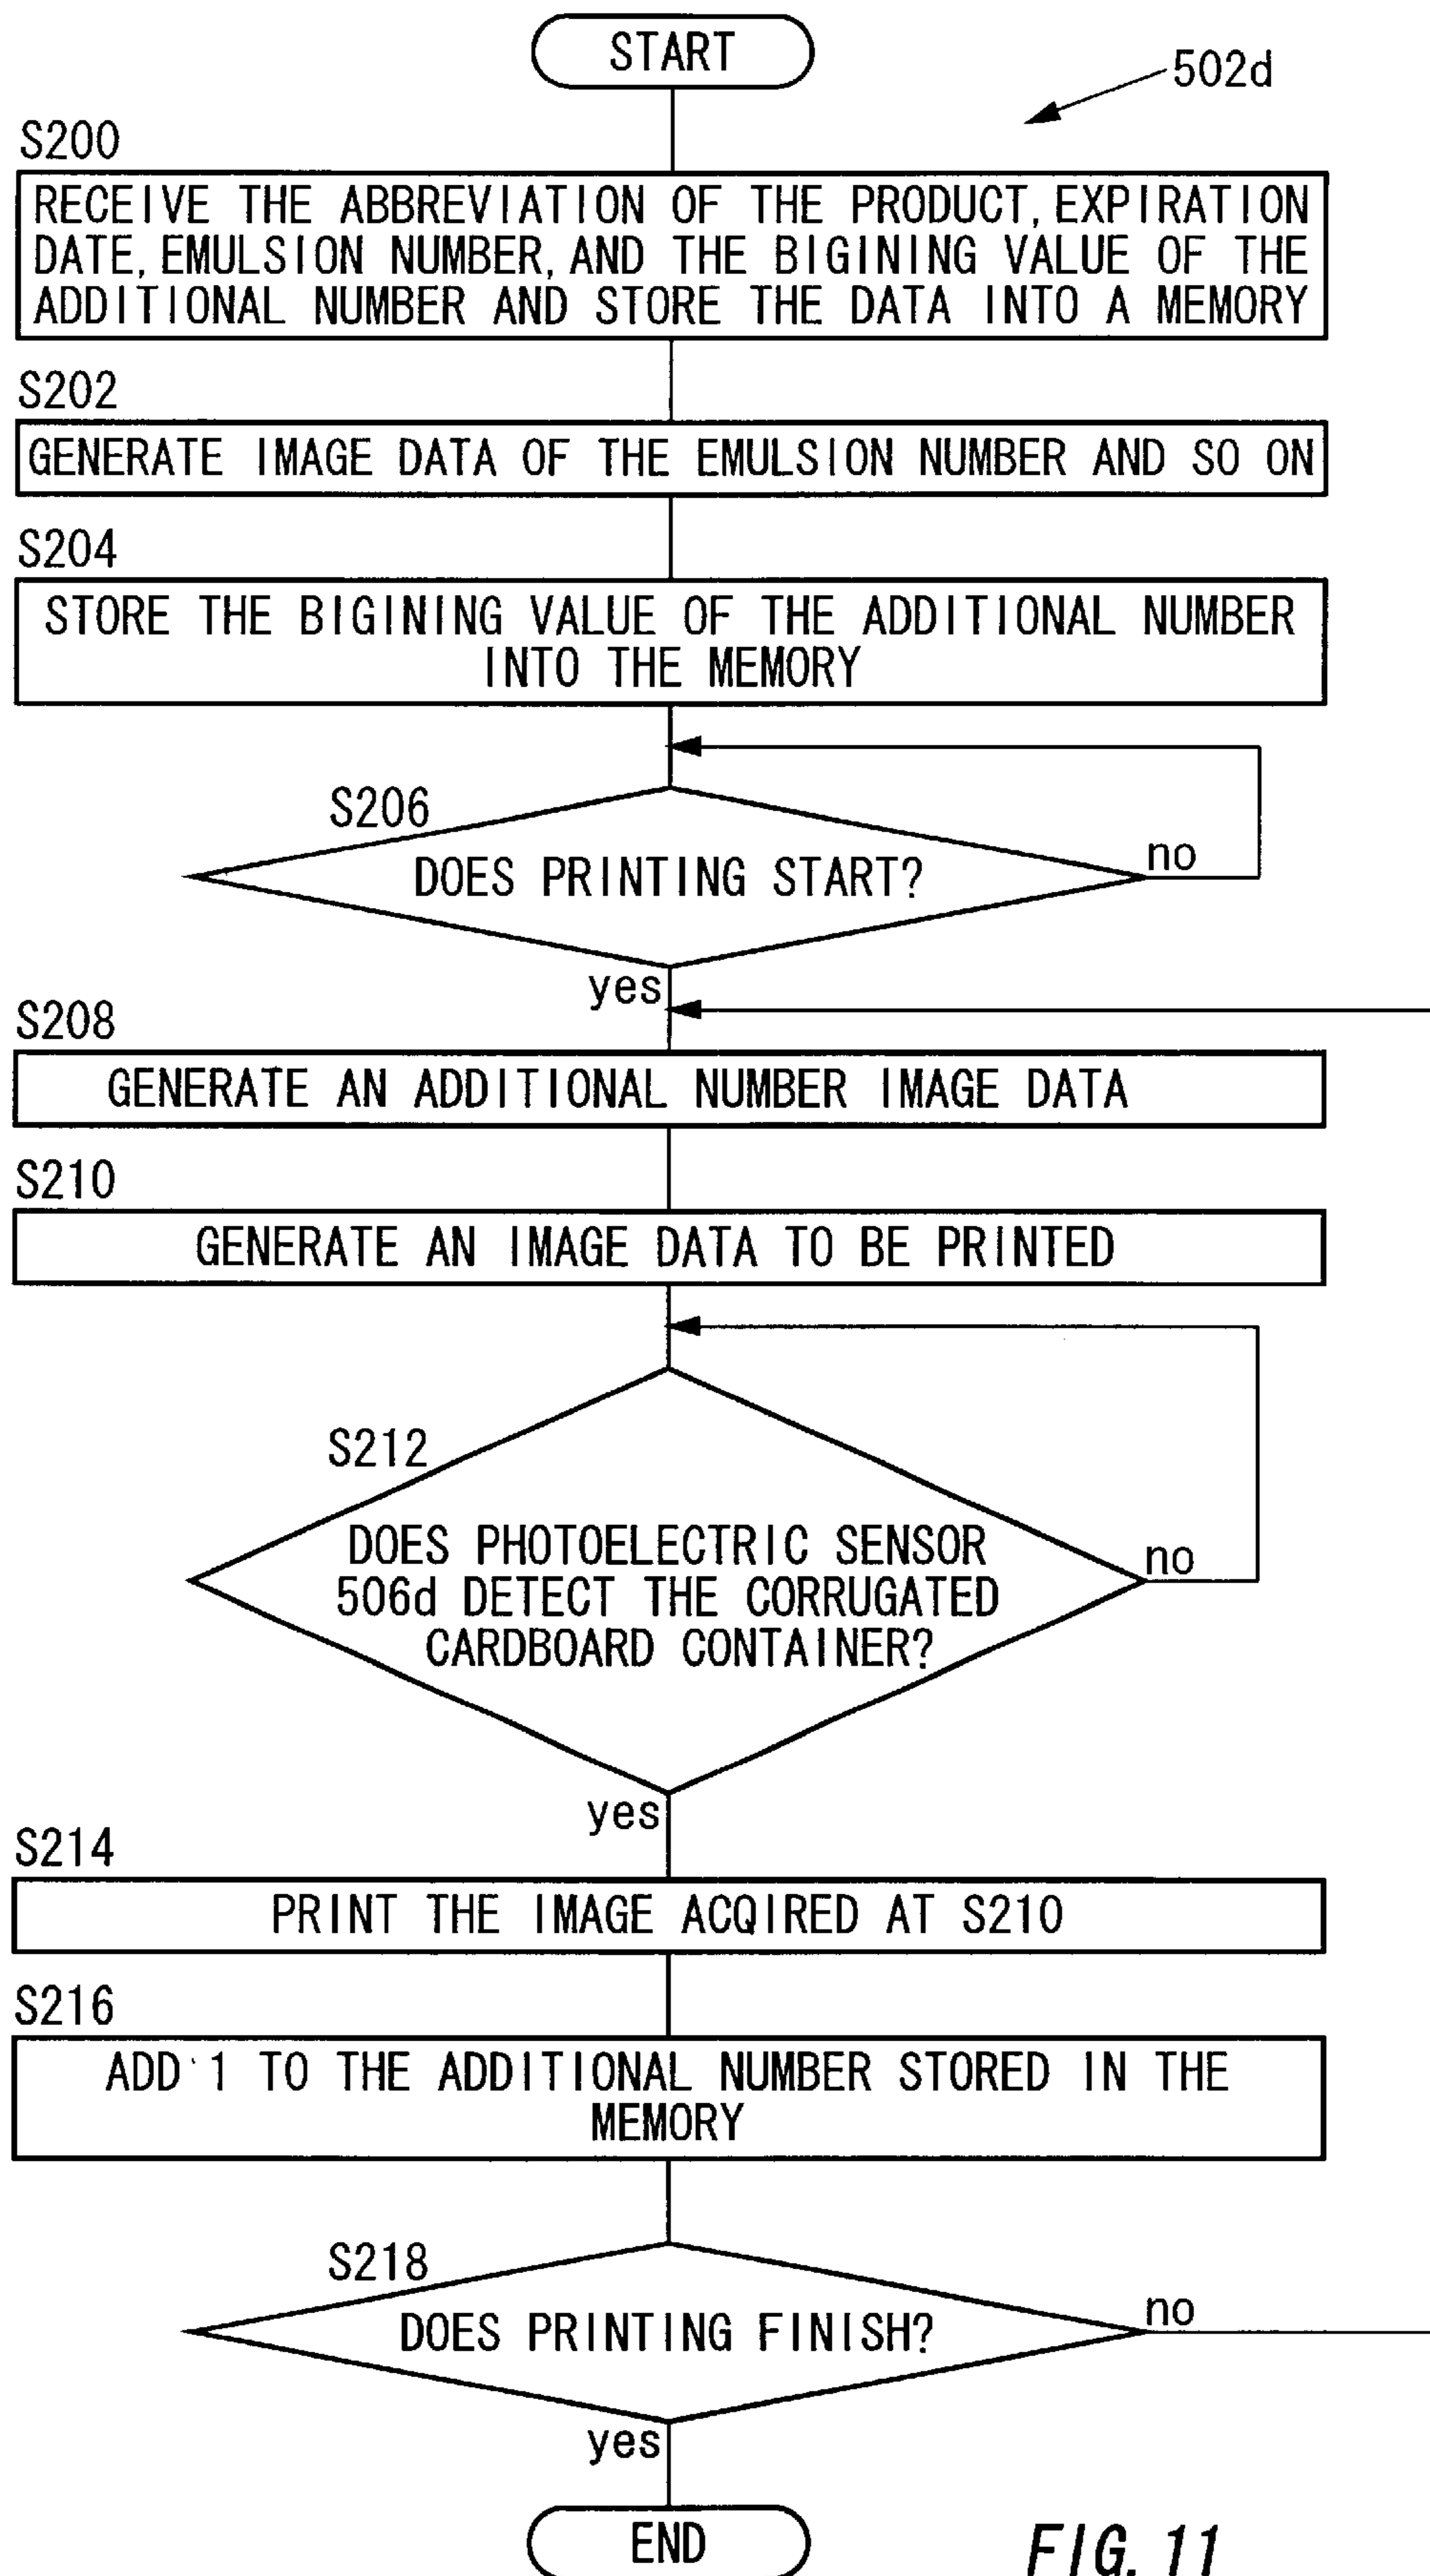 START
502d
S200
RECEIVE THE ABBREVIATION OF THE PRODUCT, EXPIRATION
DATE, EMULSION NUMBER, AND THE BIGINING VALUE OF THE
ADDITIONAL NUMBER AND STORE THE DATA INTO A MEMORY
S202
GENERATE IMAGE DATA OF THE EMULSION NUMBER AND SO ON
S204
STORE THE BIGINING VALUE OF THE ADDITIONAL NUMBER
INTO THE MEMORY
S206
DOES PRINTING START?
no
yes
S208
GENERATE AN ADDITIONAL NUMBER IMAGE DATA
S210
GENERATE AN IMAGE DATA TO BE PRINTED
S212
DOES PHOTOELECTRIC SENSOR
506d DETECT THE CORRUGATED
CARDBOARD CONTAINER?
no
yes
S214
PRINT THE IMAGE ACQIRED AT S210
S216
ADD 1 TO THE ADDITIONAL NUMBER STORED IN THE
MEMORY
S218
DOES PRINTING FINISH?
no
yes
END
FIG. 11